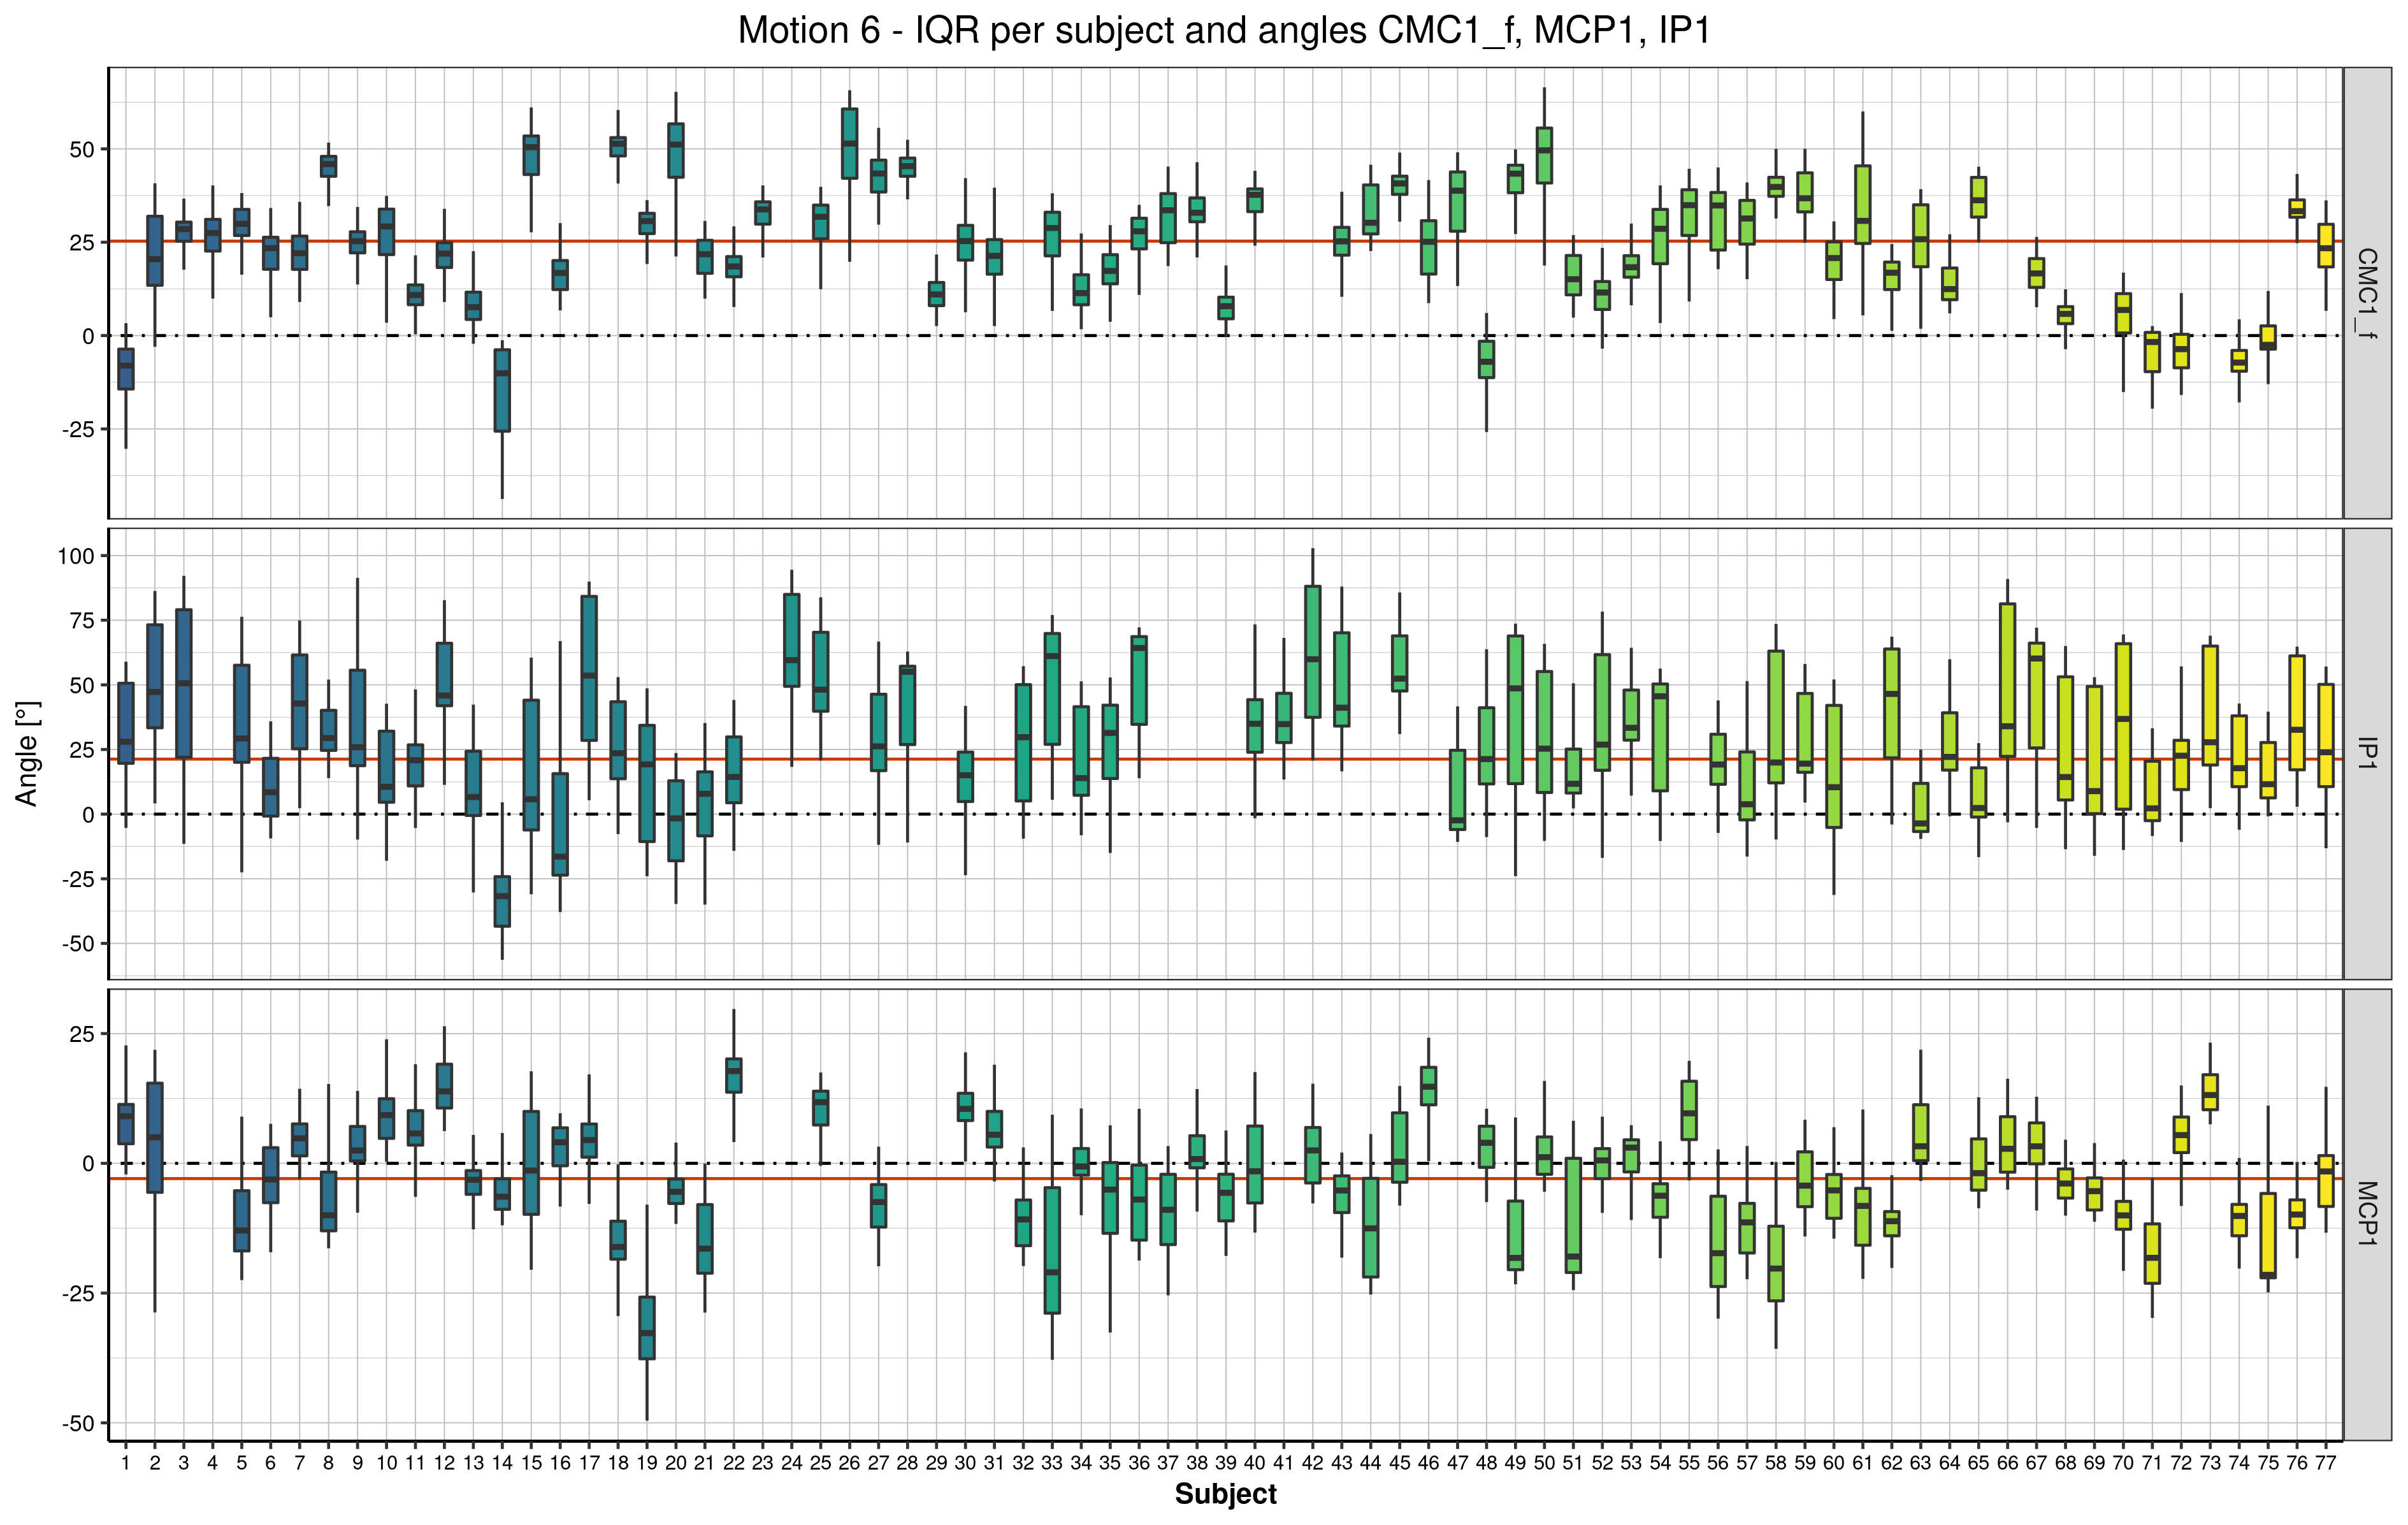 Motion 6 - IQR per subject and angles CMC1_f, MCP1, IP1
50
25
0
-25
CMC1_f
100
75
50
25
0
-25
-50
IP1
Angle [°]
25
0
-25
-50
MCP1
1 2 3 4 5 6 7 8 9 10 11 12 13 14 15 16 17 18 19 20 21 22 23 24 25 26 27 28 29 30 31 32 33 34 35 36 37 38 39 40 41 42 43 44 45 46 47 48 49 50 51 52 53 54 55 56 57 58 59 60 61 62 63 64 65 66 67 68 69 70 71 72 73 74 75 76 77
Subject